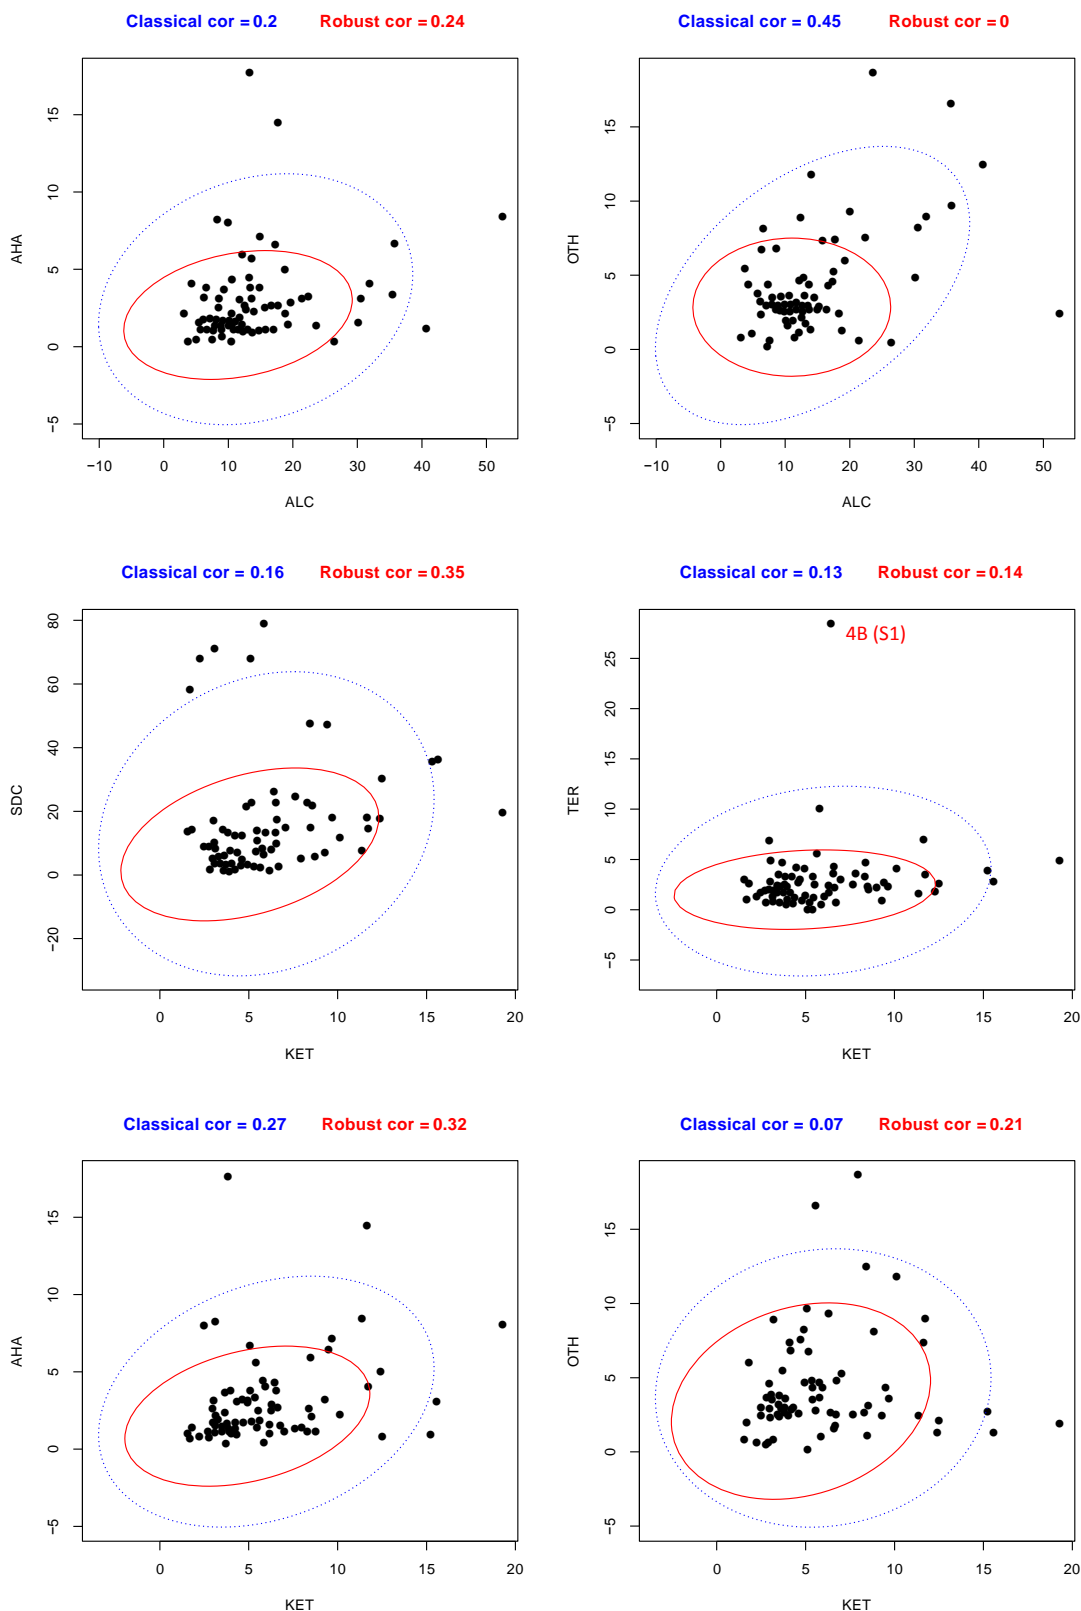 Classical cor = 0.2 Robust cor = 0.24
Classical cor = 0.45 Robust cor = 0
AHA
15
10
5
0
−5
−10 0 10 20 30 40 50
ALC
OTH
15
10
5
0
−5
−10 0 10 20 30 40 50
ALC
Classical cor = 0.16 Robust cor = 0.35
Classical cor = 0.13 Robust cor = 0.14
SDC
80
60
40
20
0
−20
0 5 10 15 20
KET
4B (S1)
TER
25
20
15
10
5
0
−5
0 5 10 15 20
KET
Classical cor = 0.27 Robust cor = 0.32
Classical cor = 0.07 Robust cor = 0.21
AHA
15
10
5
0
−5
0 5 10 15 20
KET
OTH
15
10
5
0
−5
0 5 10 15 20
KET